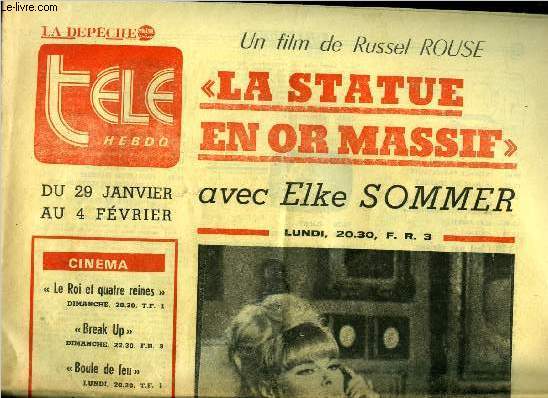 Le-livre.com
LA DEPECHE
télé
HEBDO
DU 29 JANVIER
AU 4 FÉVRIER
Un film de Russel ROUSE
«LA STATUE
EN OR MASSIF»
avec Elke SOMMER
LUNDI, 20.30, F. R. 3
CINEMA
« Le Roi et quatre reines »
DIMANCHE, 20.30, T.F. 1
« Break Up »
DIMANCHE, 22.30, F.R. 3
« Boule de feu »
LUNDI, 20.30, T.F. 1